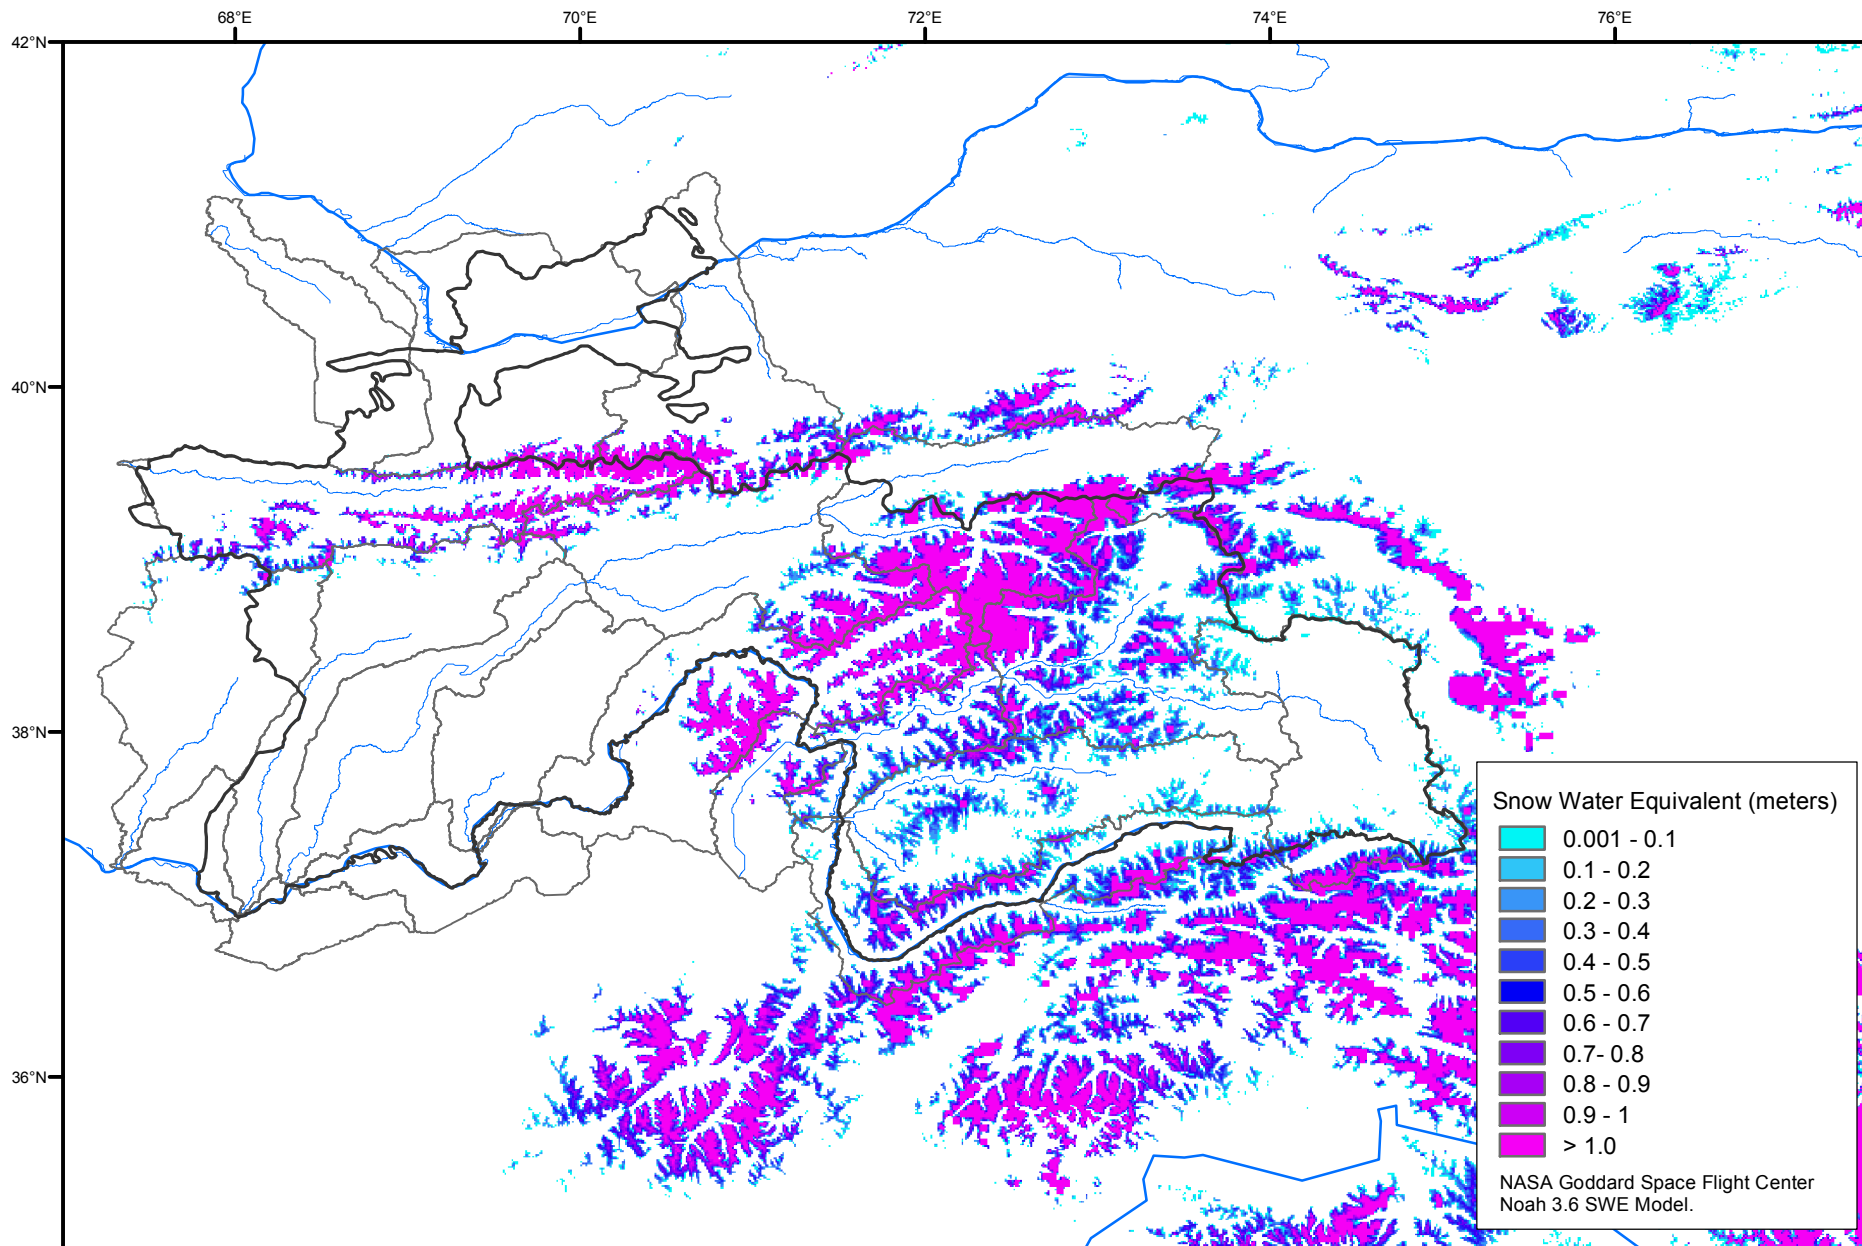 68°E
70°E
72°E
74°E
76°E
42°N
40°N
38°N
36°N
Snow Water Equivalent (meters)
0.001 - 0.1
0.1 - 0.2
0.2 - 0.3
0.3 - 0.4
0.4 - 0.5
0.5 - 0.6
0.6 - 0.7
0.7- 0.8
0.8 - 0.9
0.9 - 1
> 1.0
NASA Goddard Space Flight Center
Noah 3.6 SWE Model.